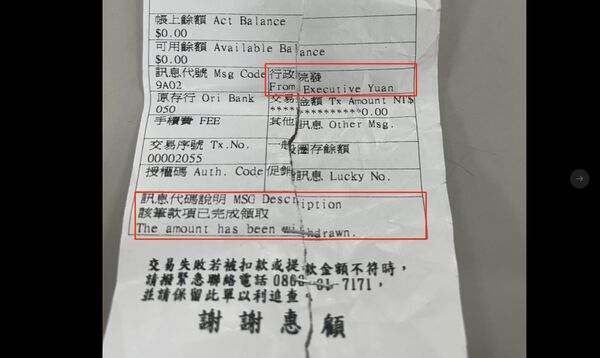 帳上餘額 Act Balance
$0.00
可用餘額 Available Balance
$0.00
訊息代號 Msg Code
9A02
行政院發
From Executive Yuan
原存行 Ori Bank
050
交易金額 Tx Amount NT$
************0.00
手續費 FEE
其他訊息 Other Msg.
交易序號 Tx.No.
00002055
圈存餘額
授權碼 Auth. Code
促銷訊息 Lucky No.
訊息代碼說明 MSG Description
該筆款項已完成領取
The amount has been withdrawn.
交易失敗若被扣款或提款金額不符時,
請撥緊急聯絡電話
7171,
並請保留此單以利追查。
謝謝惠顧